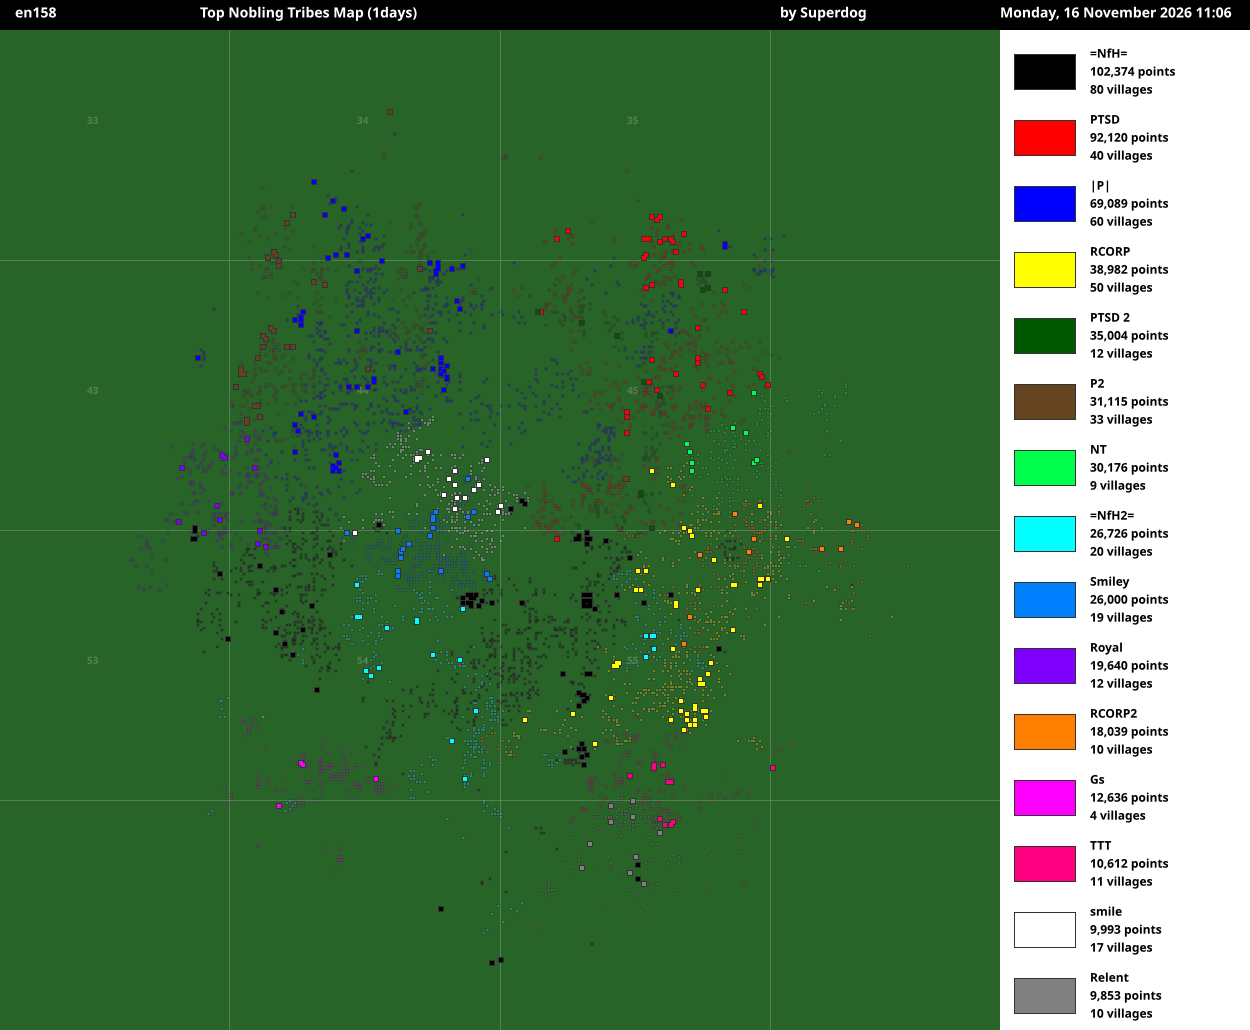 en158 Top Nobling Tribes Map (1days) by Superdog Monday, 16 November 2026 11:06
33 34 35
43 44 45
53 54 55
=NfH=
102,374 points
80 villages
PTSD
92,120 points
40 villages
|P|
69,089 points
60 villages
RCORP
38,982 points
50 villages
PTSD 2
35,004 points
12 villages
P2
31,115 points
33 villages
NT
30,176 points
9 villages
=NfH2=
26,726 points
20 villages
Smiley
26,000 points
19 villages
Royal
19,640 points
12 villages
RCORP2
18,039 points
10 villages
Gs
12,636 points
4 villages
TTT
10,612 points
11 villages
smile
9,993 points
17 villages
Relent
9,853 points
10 villages